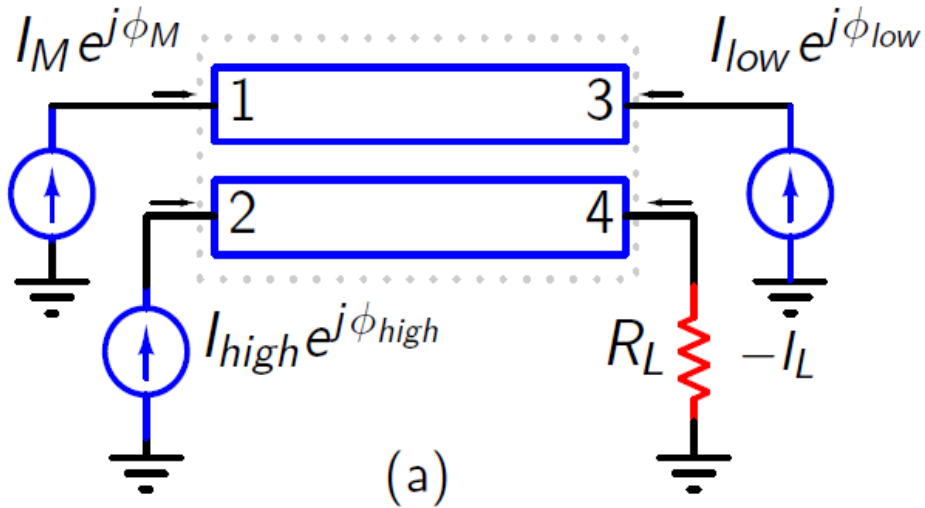 I_M e^{jϕ_M} I_{low} e^{jϕ_{low}}
1 3
2 4
I_{high} e^{jϕ_{high}} R_L −I_L
(a)